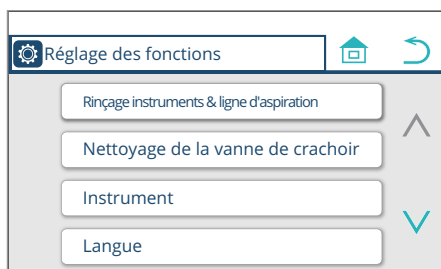 Réglage des fonctions
Rinçage instruments & ligne d'aspiration
Nettoyage de la vanne de crachoir
Instrument
Langue